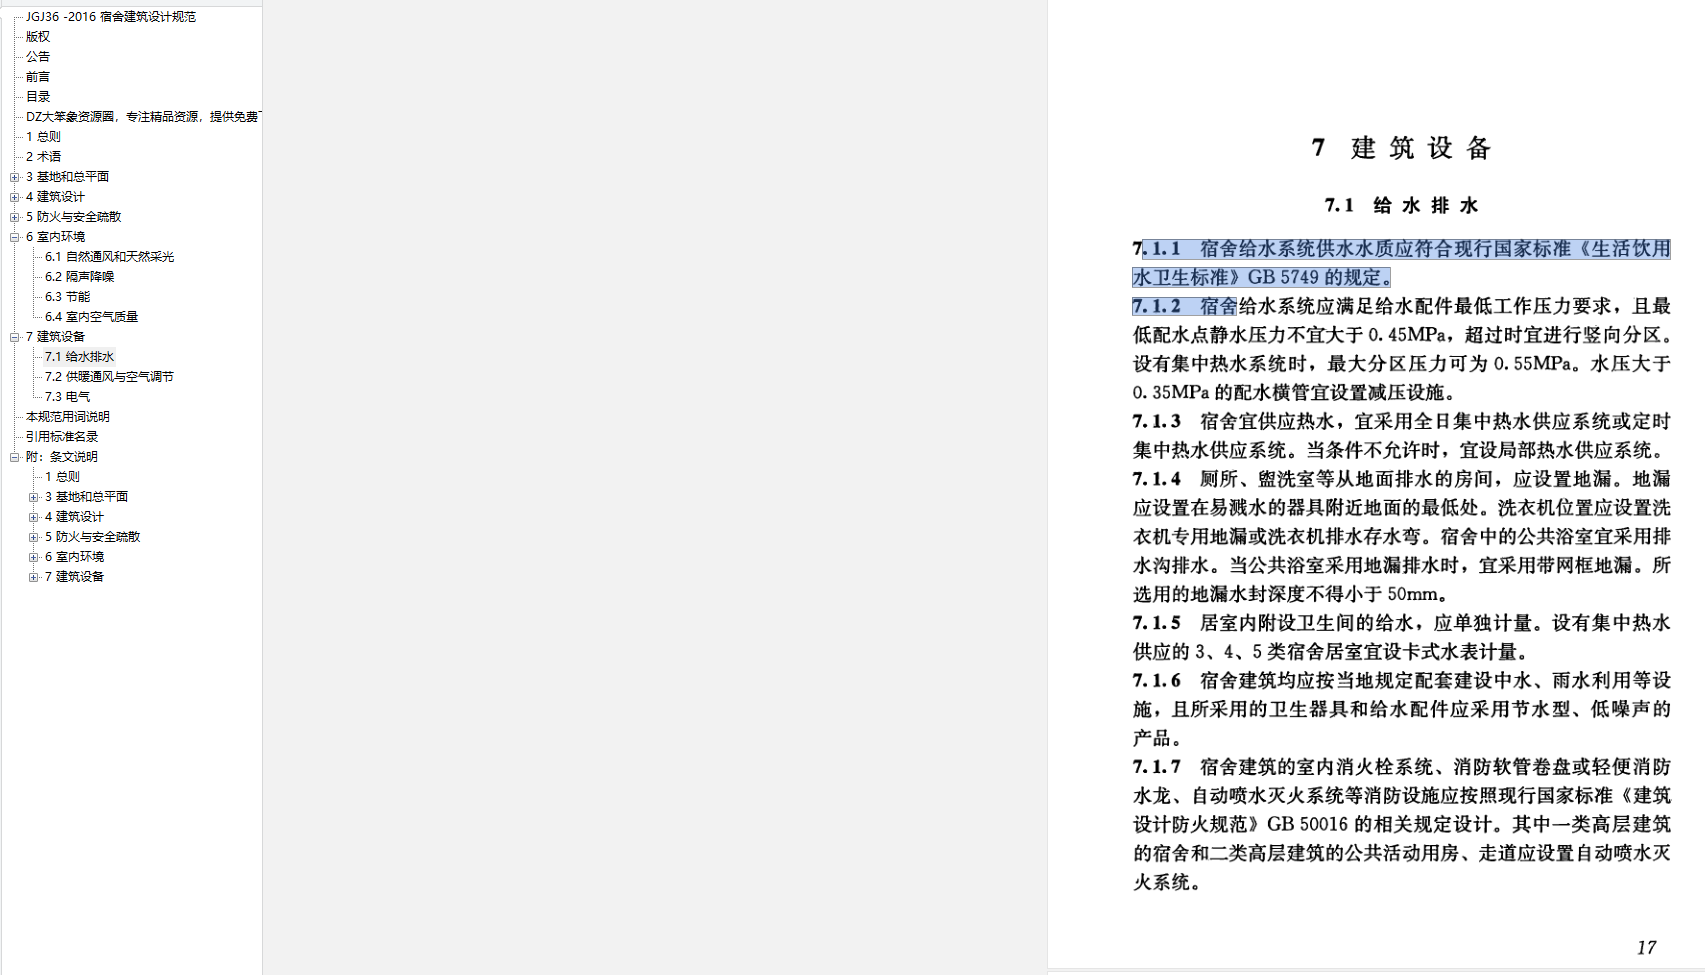 JGJ36 -2016 宿舍建筑设计规范
版权
公告
前言
目录
DZ大笨象资源圈，专注精品资源，提供免费
1 总则
2 术语
3 基地和总平面
4 建筑设计
5 防火与安全疏散
6 室内环境
6.1 自然通风和天然采光
6.2 隔声降噪
6.3 节能
6.4 室内空气质量
7 建筑设备
7.1 给水排水
7.2 供暖通风与空气调节
7.3 电气
本规范用词说明
引用标准名录
附：条文说明
1 总则
3 基地和总平面
4 建筑设计
5 防火与安全疏散
6 室内环境
7 建筑设备
7 建筑设备
7.1 给水排水
7.1.1 宿舍给水系统供水水质应符合现行国家标准《生活饮用
水卫生标准》GB 5749 的规定。
7.1.2 宿舍给水系统应满足给水配件最低工作压力要求，且最
低配水点静水压力不宜大于 0.45MPa，超过时宜进行竖向分区。
设有集中热水系统时，最大分区压力可为 0.55MPa。水压大于
0.35MPa 的配水横管宜设置减压设施。
7.1.3 宿舍宜供应热水，宜采用全日集中热水供应系统或定时
集中热水供应系统。当条件不允许时，宜设局部热水供应系统。
7.1.4 厕所、盥洗室等从地面排水的房间，应设置地漏。地漏
应设置在易溅水的器具附近地面的最低处。洗衣机位置应设置洗
衣机专用地漏或洗衣机排水存水弯。宿舍中的公共浴室宜采用排
水沟排水。当公共浴室采用地漏排水时，宜采用带网框地漏。所
选用的地漏水封深度不得小于 50mm。
7.1.5 居室内附设卫生间的给水，应单独计量。设有集中热水
供应的 3、4、5 类宿舍居室宜设卡式水表计量。
7.1.6 宿舍建筑均应按当地规定配套建设中水、雨水利用等设
施，且所采用的卫生器具和给水配件应采用节水型、低噪声的
产品。
7.1.7 宿舍建筑的室内消火栓系统、消防软管卷盘或轻便消防
水龙、自动喷水灭火系统等消防设施应按照现行国家标准《建筑
设计防火规范》GB 50016 的相关规定设计。其中一类高层建筑
的宿舍和二类高层建筑的公共活动用房、走道应设置自动喷水灭
火系统。
17